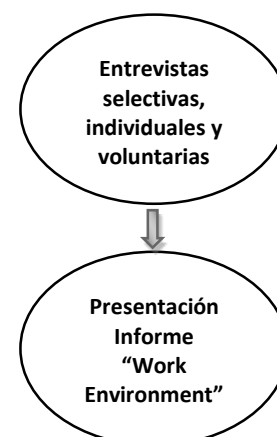 Entrevistas
selectivas,
individuales y
voluntarias
Presentación
Informe
“Work
Environment”